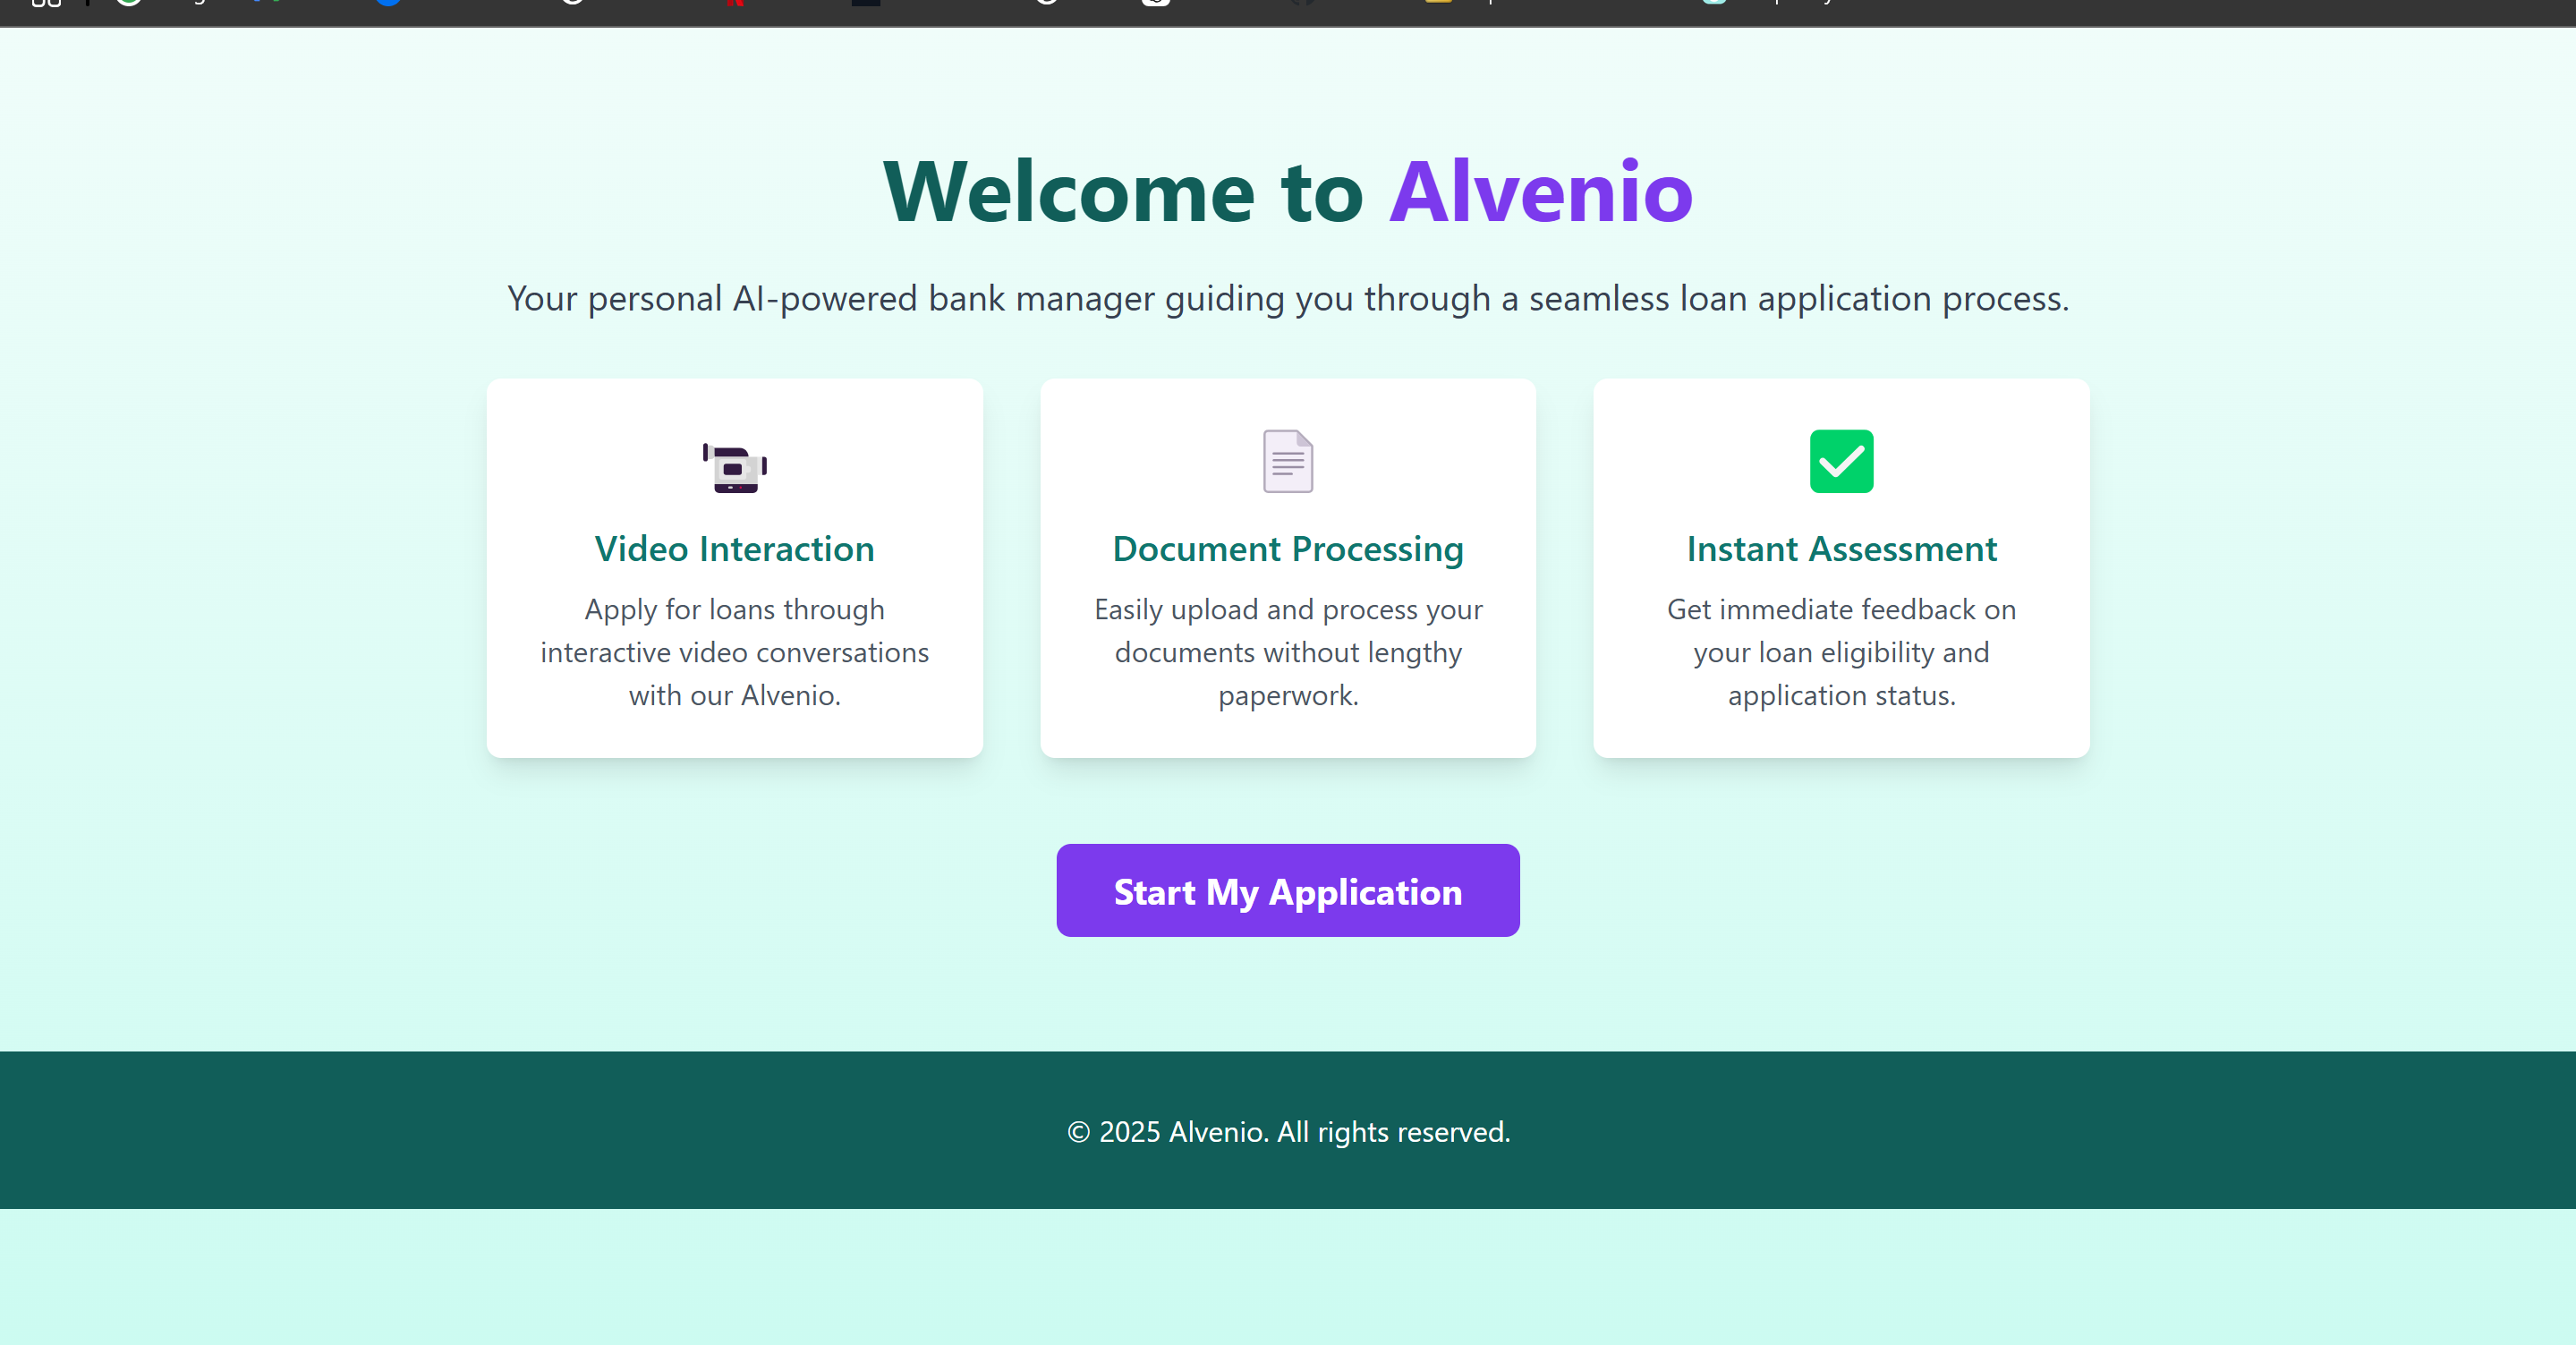 Welcome to Alvenio
Your personal AI-powered bank manager guiding you through a seamless loan application process.
Video Interaction
Apply for loans through
interactive video conversations
with our Alvenio.
Document Processing
Easily upload and process your
documents without lengthy
paperwork.
Instant Assessment
Get immediate feedback on
your loan eligibility and
application status.
Start My Application
© 2025 Alvenio. All rights reserved.